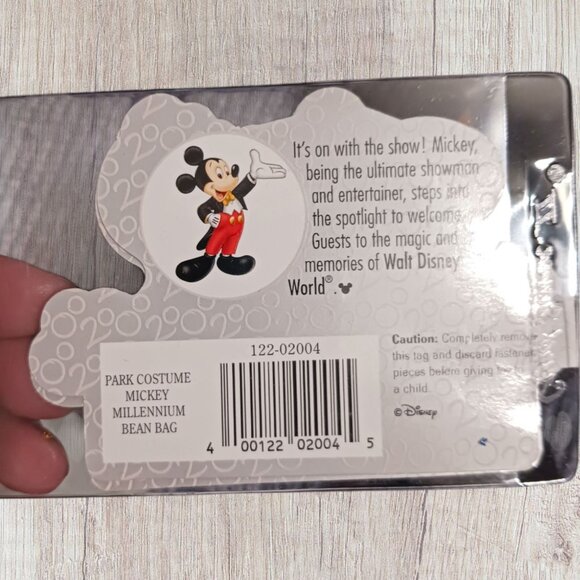 It's on with the show! Mickey,
being the ultimate showman
and entertainer, steps into
the spotlight to welcome
Guests to the magic and
memories of Walt Disney
World®.
Caution: Completely remove
this tag and discard fastener
pieces before giving to
a child.
© Disney
122-02004
PARK COSTUME
MICKEY
MILLENNIUM
BEAN BAG
4 00122 02004 5